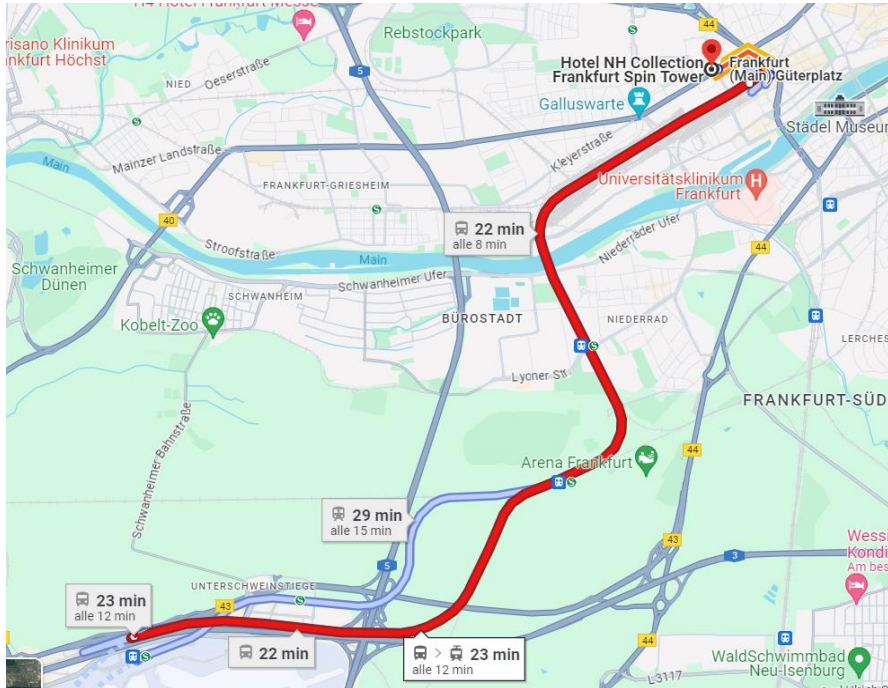 H4 Hotel Frankfurt Messe
44
Rebstockpark
risano Klinikum
ankfurt Höchst
Oeserstraße
NIED
5
Hotel NH Collection
Frankfurt Spin Tower
Frankfurt
(Main) Güterplatz
Galluswarte
Städel Museum
Mainzer Landstraße
Kleyerstraße
FRANKFURT-GRIESHEIM
Universitätsklinikum
Frankfurt
H
Main
40
22 min
alle 8 min
Niederräder Ufer
Stroofstraße
Main
44
Schwanheimer
Dünen
Schwanheimer Ufer
SCHWANHEIM
BÜROSTADT
NIEDERRAD
Kobelt-Zoo
LERCHES
Lyoner Str.
FRANKFURT-SÜD
Schwanheimer Bahnstraße
Arena Frankfurt
44
29 min
alle 15 min
43
3
Wessi
Kondi
Am bes
5
UNTERSCHWEINSTIEGE
23 min
alle 12 min
43
22 min
> 23 min
alle 12 min
44
WaldSchwimmbad
Neu-Isenburg
L3117